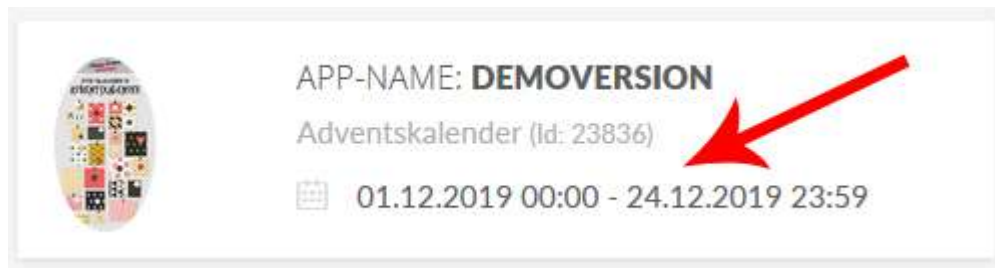 APP-NAME: DEMOVERSION
Adventskalender (Id: 23836)
01.12.2019 00:00 - 24.12.2019 23:59